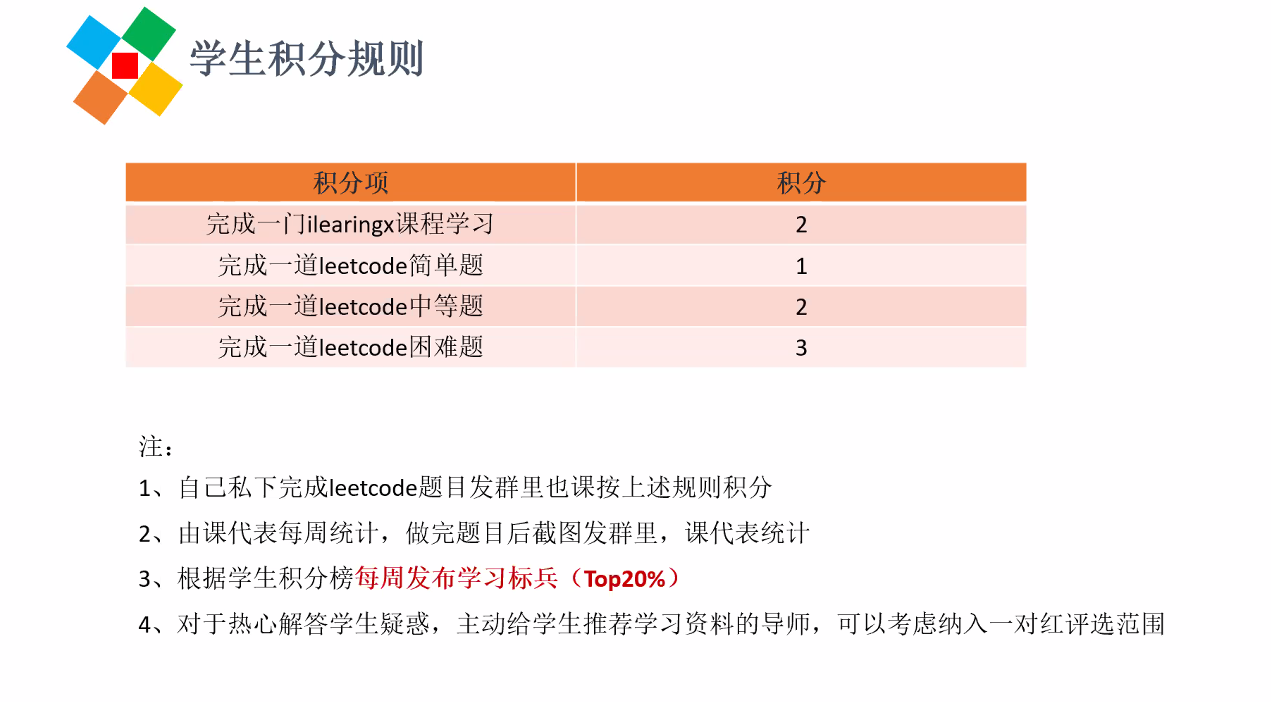 学生积分规则
积分项 积分
完成一门ilearingx课程学习 2
完成一道leetcode简单题 1
完成一道leetcode中等题 2
完成一道leetcode困难题 3
注：
1、自己私下完成leetcode题目发群里也课按上述规则积分
2、由课代表每周统计，做完题目后截图发群里，课代表统计
3、根据学生积分榜每周发布学习标兵（Top20%）
4、对于热心解答学生疑惑，主动给学生推荐学习资料的导师，可以考虑纳入一对红评选范围